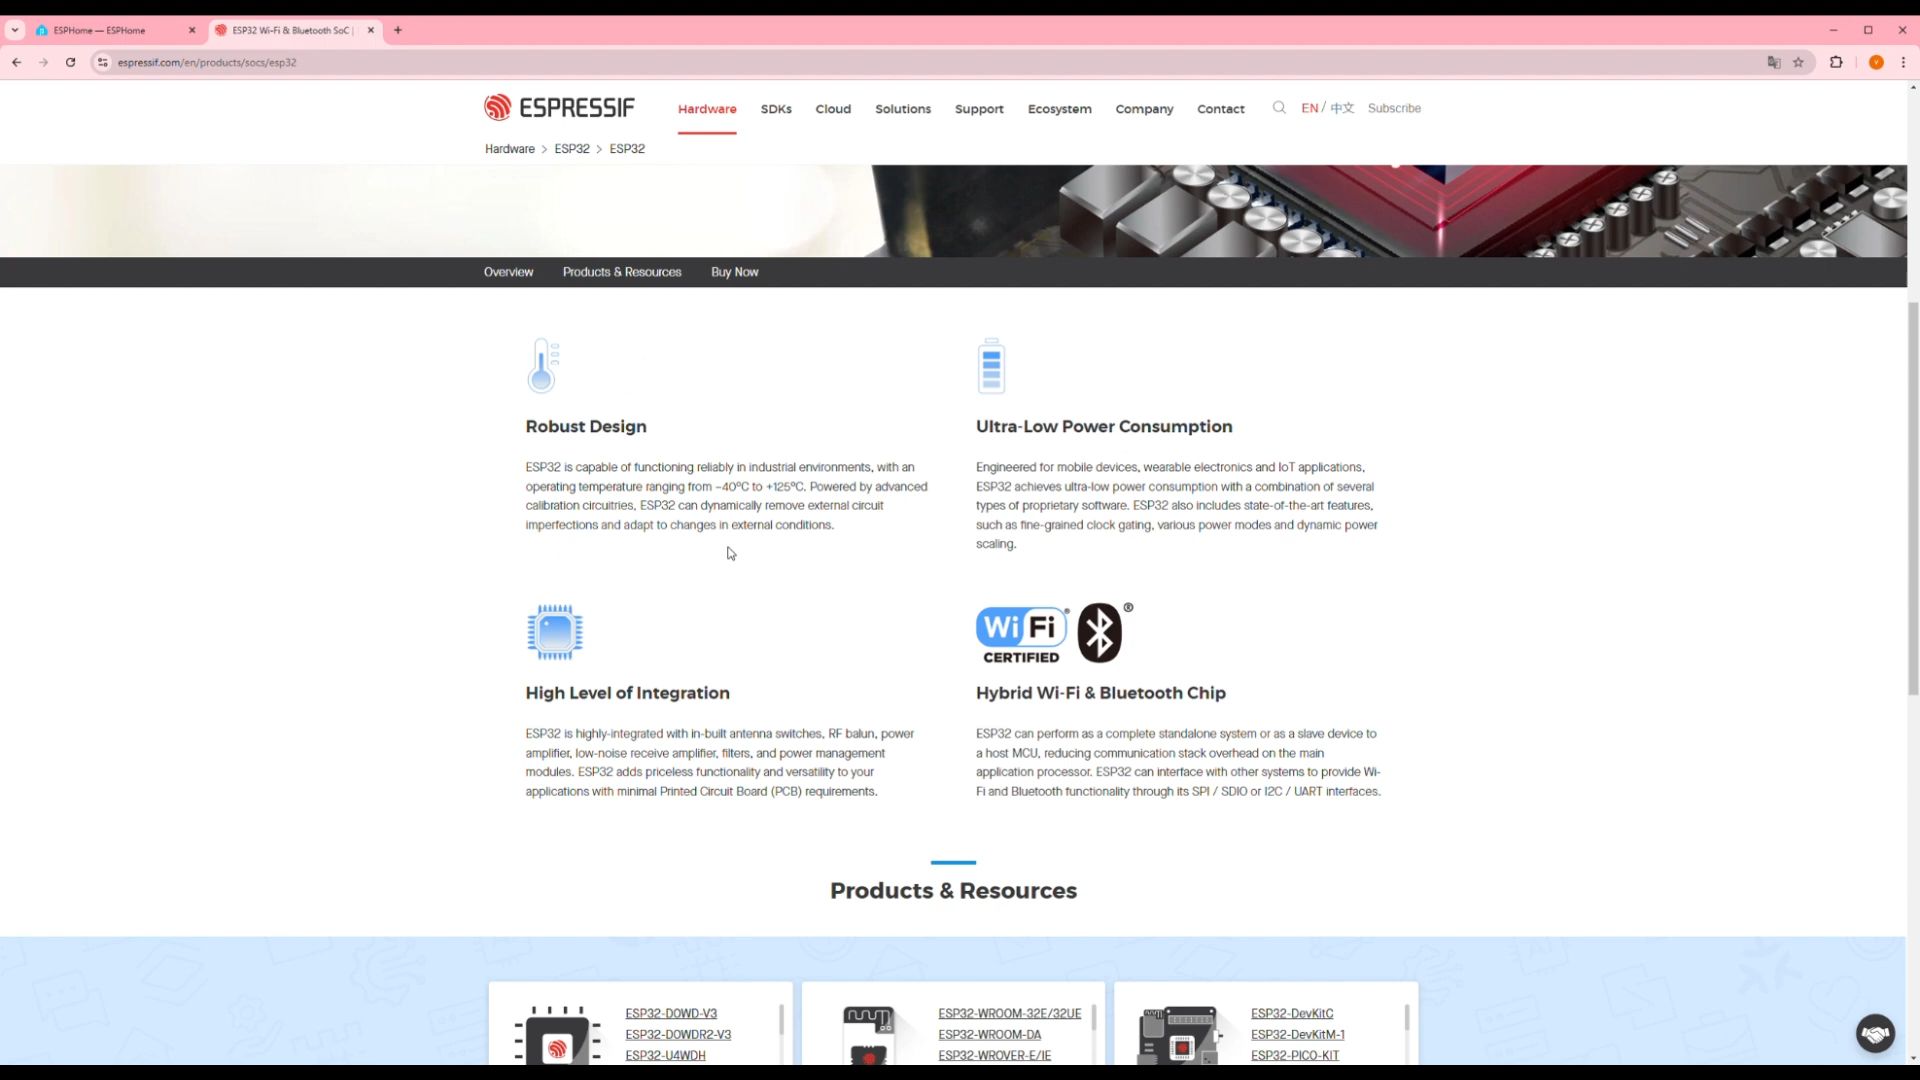 ESPHome — ESPHome
ESP32 Wi-Fi & Bluetooth SoC |
espressif.com/en/products/socs/esp32
V
ESPRESSIF
Hardware
SDKs
Cloud
Solutions
Support
Ecosystem
Company
Contact
EN / 中文
Subscribe
Hardware > ESP32 > ESP32
Overview
Products & Resources
Buy Now
Robust Design
ESP32 is capable of functioning reliably in industrial environments, with an
operating temperature ranging from –40°C to +125°C. Powered by advanced
calibration circuitries, ESP32 can dynamically remove external circuit
imperfections and adapt to changes in external conditions.
Ultra-Low Power Consumption
Engineered for mobile devices, wearable electronics and IoT applications,
ESP32 achieves ultra-low power consumption with a combination of several
types of proprietary software. ESP32 also includes state-of-the-art features,
such as fine-grained clock gating, various power modes and dynamic power
scaling.
High Level of Integration
ESP32 is highly-integrated with in-built antenna switches, RF balun, power
amplifier, low-noise receive amplifier, filters, and power management
modules. ESP32 adds priceless functionality and versatility to your
applications with minimal Printed Circuit Board (PCB) requirements.
Wi Fi ®
CERTIFIED
®
Hybrid Wi-Fi & Bluetooth Chip
ESP32 can perform as a complete standalone system or as a slave device to
a host MCU, reducing communication stack overhead on the main
application processor. ESP32 can interface with other systems to provide Wi-
Fi and Bluetooth functionality through its SPI / SDIO or I2C / UART interfaces.
Products & Resources
ESP32-D0WD-V3
ESP32-D0WDR2-V3
ESP32-U4WDH
ESP32-WROOM-32E/32UE
ESP32-WROOM-DA
ESP32-WROVER-E/IE
ESP32-DevKitC
ESP32-DevKitM-1
ESP32-PICO-KIT